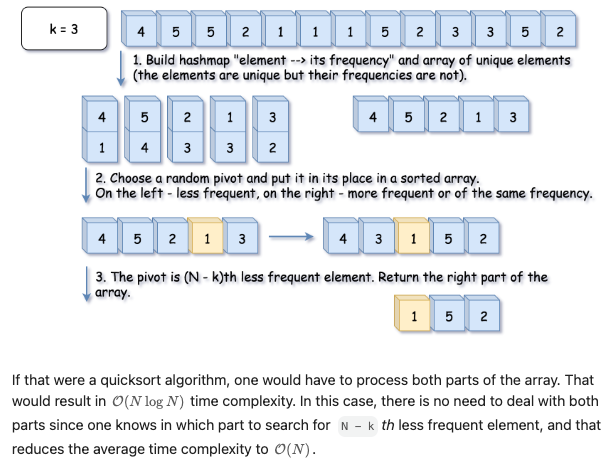 k = 3
4 5 5 2 1 1 1 5 2 3 3 5 2
1. Build hashmap "element --> its frequency" and array of unique elements
(the elements are unique but their frequencies are not).
4 5 2 1 3
1 4 3 3 2
4 5 2 1 3
2. Choose a random pivot and put it in its place in a sorted array.
On the left - less frequent, on the right - more frequent or of the same frequency.
4 5 2 1 3
4 3 1 5 2
3. The pivot is (N - k)th less frequent element. Return the right part of the
array.
1 5 2
If that were a quicksort algorithm, one would have to process both parts of the array. That
would result in O(N log N) time complexity. In this case, there is no need to deal with both
parts since one knows in which part to search for N - k th less frequent element, and that
reduces the average time complexity to O(N).